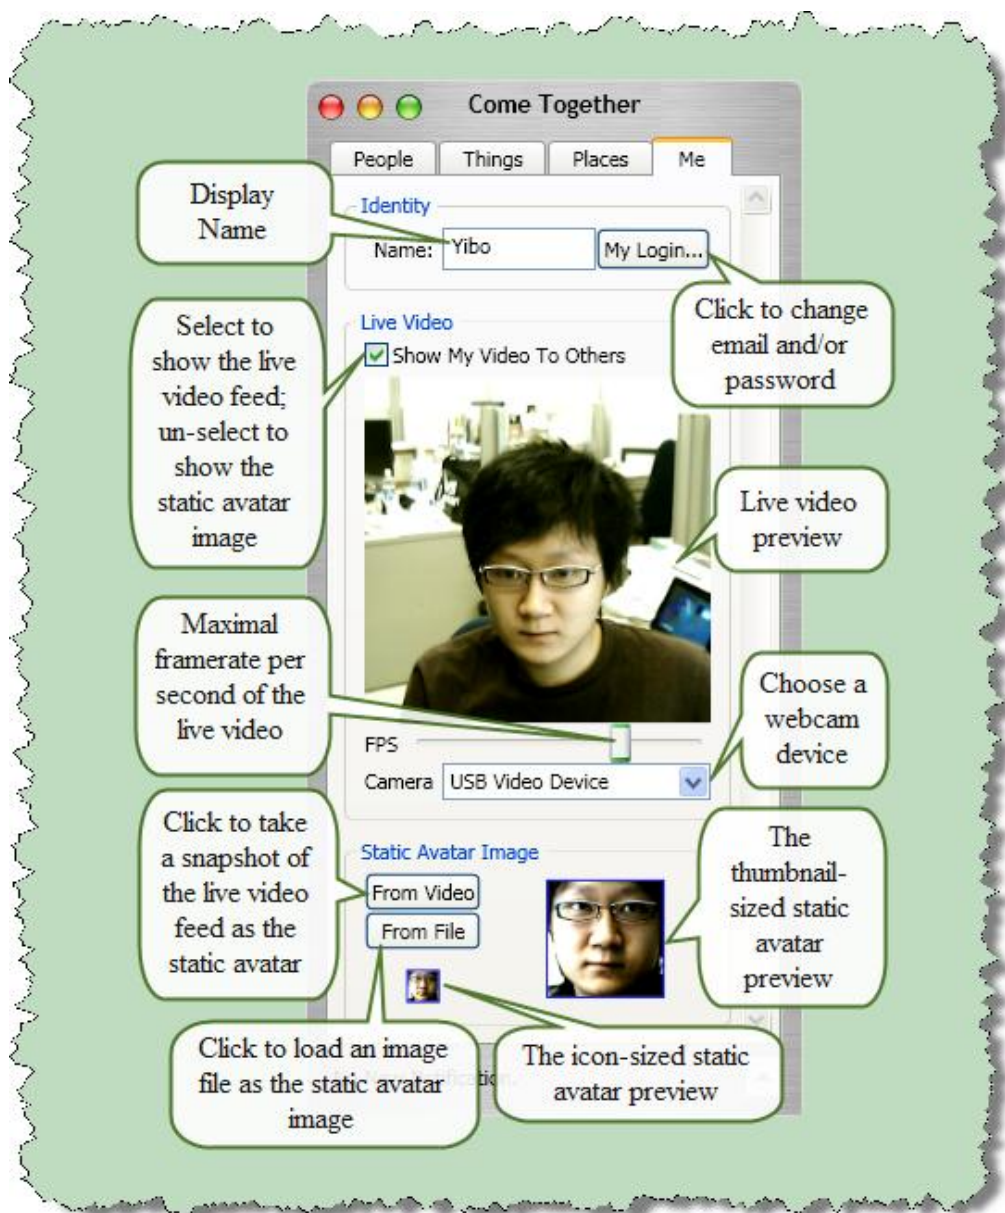 Come Together
People Things Places Me
Display
Name
Identity
Name: Yibo My Login...
Click to change
email and/or
password
Select to
show the live
video feed;
un-select to
show the
static avatar
image
Live Video
Show My Video To Others
Live video
preview
Maximal
framerate per
second of the
live video
FPS
Camera USB Video Device
Choose a
webcam
device
Click to take
a snapshot of
the live video
feed as the
static avatar
Static Avatar Image
From Video
From File
The
thumbnail-
sized static
avatar
preview
Click to load an image
file as the static avatar
image
The icon-sized static
avatar preview